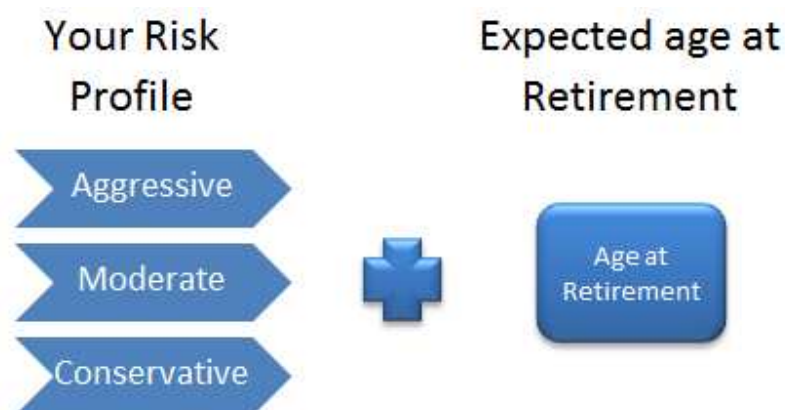 Your Risk
Profile
Expected age at
Retirement
Aggressive
Moderate
Conservative
Age at
Retirement